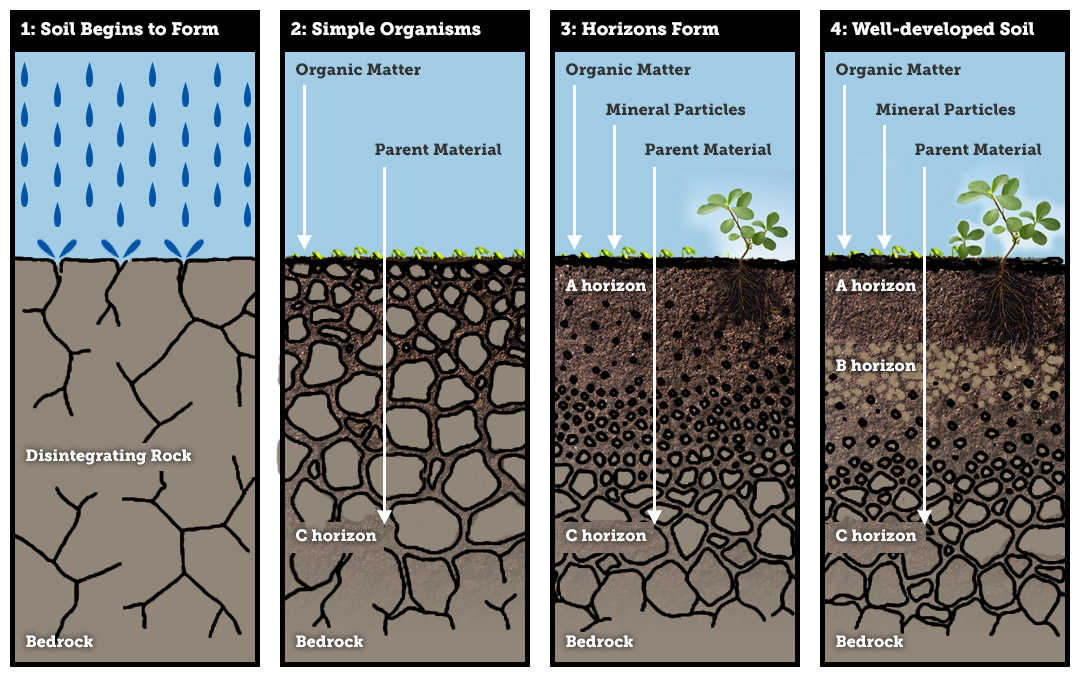 1: Soil Begins to Form
Disintegrating Rock
Bedrock
2: Simple Organisms
Organic Matter
Parent Material
C horizon
Bedrock
3: Horizons Form
Organic Matter
Mineral Particles
Parent Material
A horizon
C horizon
Bedrock
4: Well-developed Soil
Organic Matter
Mineral Particles
Parent Material
A horizon
B horizon
C horizon
Bedrock